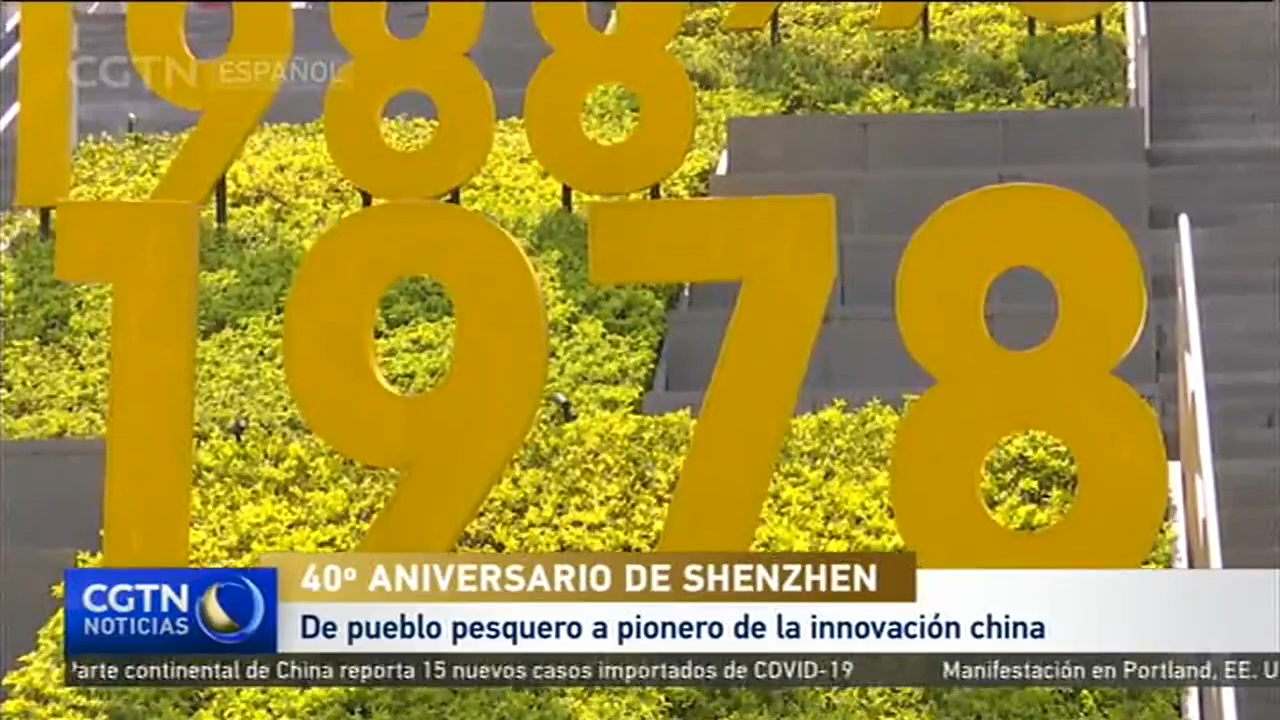 CGTN ESPAÑOL
1988
1978
40º ANIVERSARIO DE SHENZHEN
CGTN NOTICIAS
De pueblo pesquero a pionero de la innovación china
Parte continental de China reporta 15 nuevos casos importados de COVID-19 Manifestación en Portland, EE. U